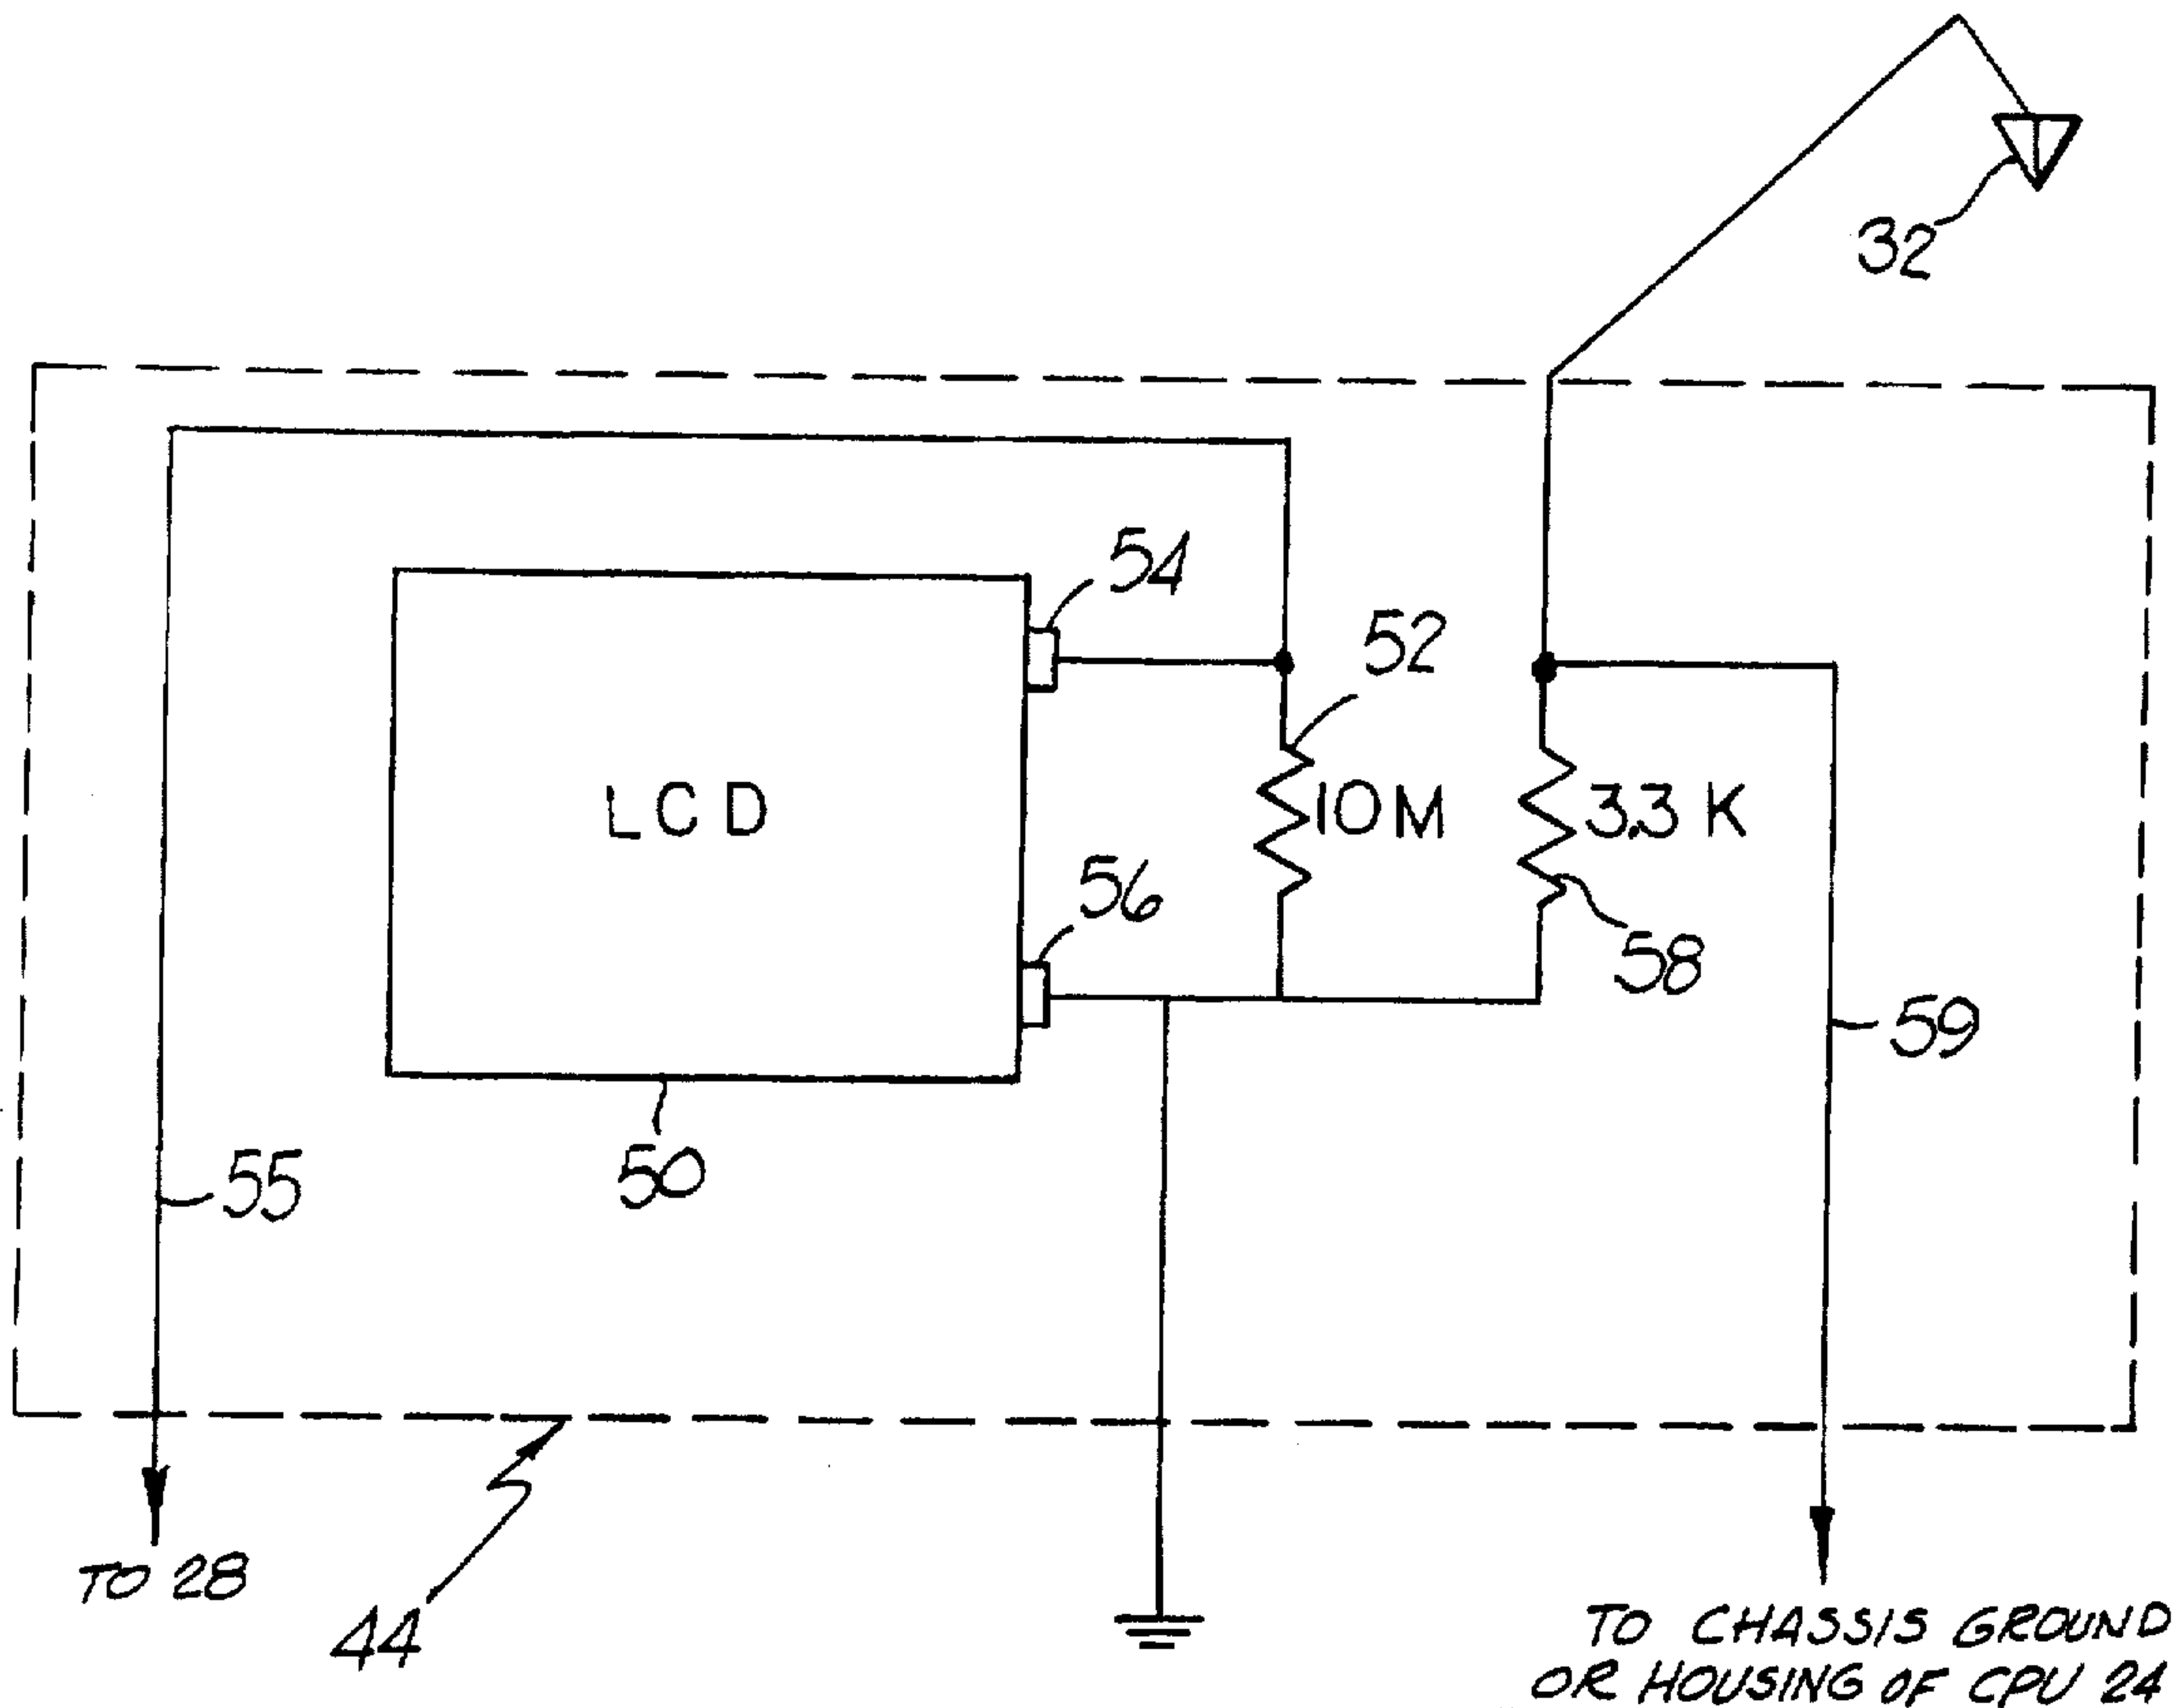 32
54
52
LCD
10M
3.3 K
56
58
59
50
55
TO 28
44
TO CHASSIS GROUND
OR HOUSING OF CPU 24